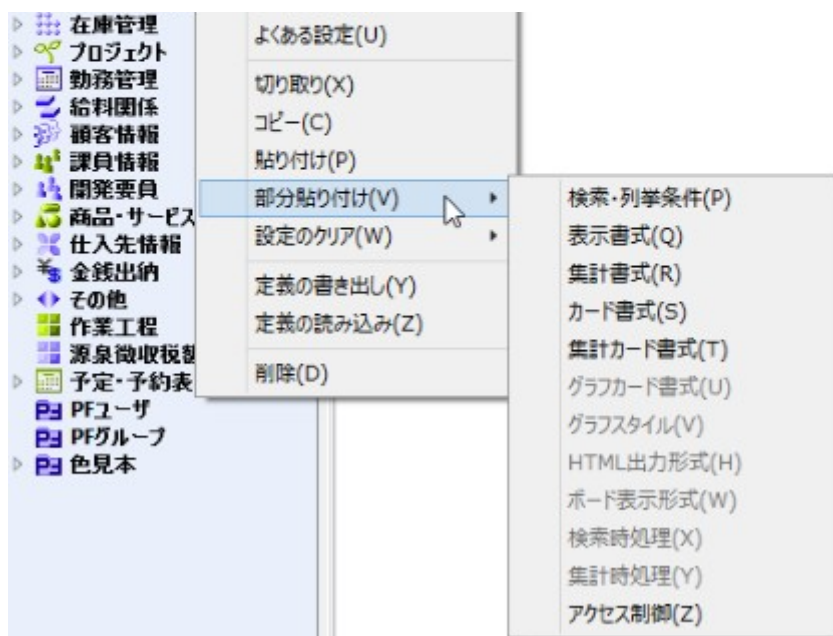 在庫管理
プロジェクト
勤務管理
給料関係
顧客情報
課員情報
開発要員
商品・サービス
仕入先情報
金銭出納
その他
作業工程
源泉徴収税額
予定・予約表
PFユーザ
PFグループ
色見本
よくある設定(U)
切り取り(X)
コピー(C)
貼り付け(P)
部分貼り付け(V)
設定のクリア(W)
定義の書き出し(Y)
定義の読み込み(Z)
削除(D)
検索・列挙条件(P)
表示書式(Q)
集計書式(R)
カード書式(S)
集計カード書式(T)
グラフカード書式(U)
グラフスタイル(V)
HTML出力形式(H)
ボード表示形式(W)
検索時処理(X)
集計時処理(Y)
アクセス制御(Z)